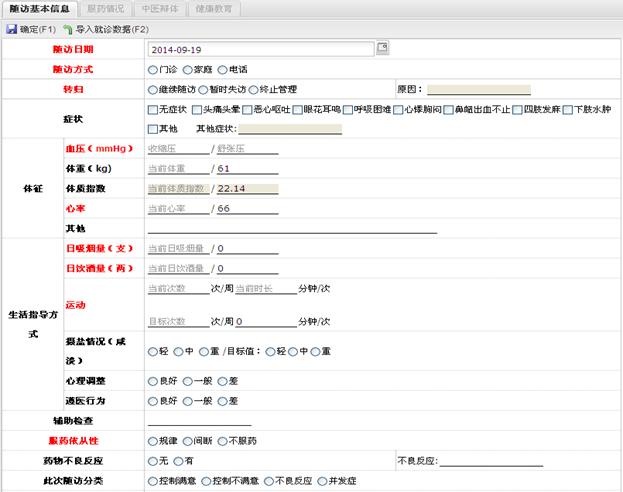 随访基本信息 服药情况 中医辩体 健康教育
确定(F1) 导入就诊数据(F2)
随访日期 2014-09-19
随访方式 门诊 家庭 电话
转归 继续随访 暂时失访 终止管理 原因：
症状 无症状 头痛头晕 恶心呕吐 眼花耳鸣 呼吸困难 心悸胸闷 鼻衄出血不止 四肢发麻 下肢水肿
其他 其他症状:
体征
血压(mmHg) 收缩压 / 舒张压
体重(kg) 当前体重 / 61
体质指数 当前体质指数 / 22.14
心率 当前心率 / 66
其他
生活指导方式
日吸烟量(支) 当前日吸烟量 / 0
日饮酒量(两) 当前日饮酒量 / 0
运动 当前次数 次/周 当前时长 分钟/次
目标次数 次/周 0 分钟/次
摄盐情况(咸淡) 轻 中 重 /目标值： 轻 中 重
心理调整 良好 一般 差
遵医行为 良好 一般 差
辅助检查
服药依从性 规律 间断 不服药
药物不良反应 无 有 不良反应:
此次随访分类 控制满意 控制不满意 不良反应 并发症